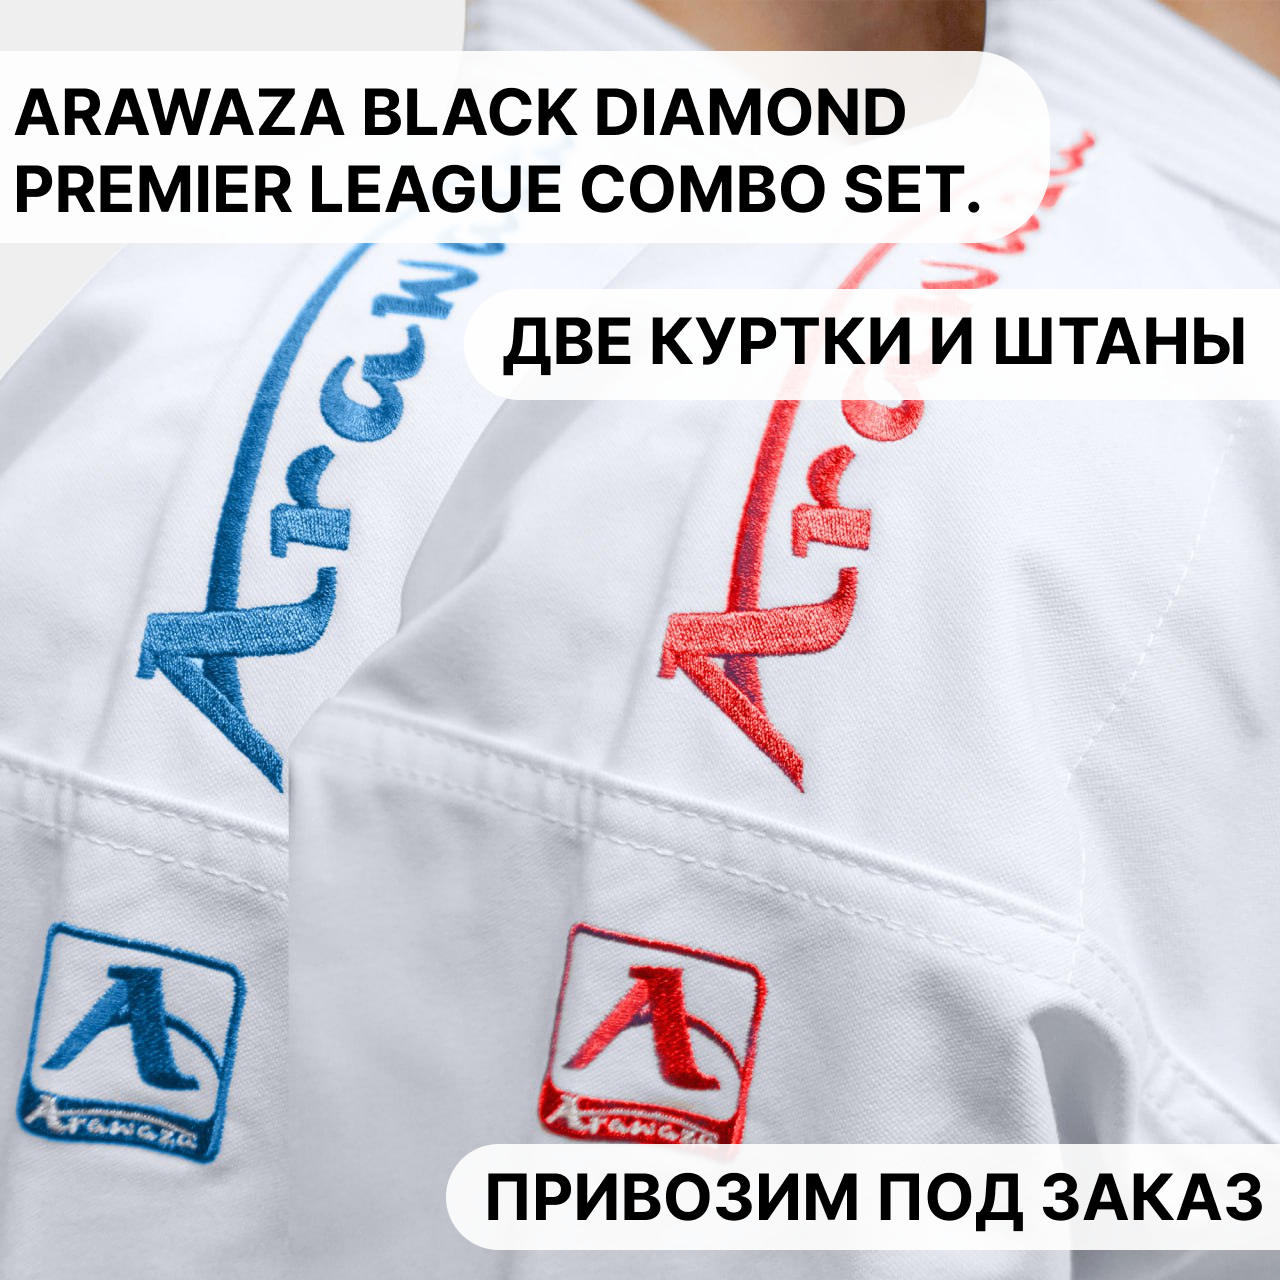 ARAWAZA BLACK DIAMOND
PREMIER LEAGUE COMBO SET.
ДВЕ КУРТКИ И ШТАНЫ
Arawaza
Arawaza
Arawaza
Arawaza
ПРИВОЗИМ ПОД ЗАКАЗ